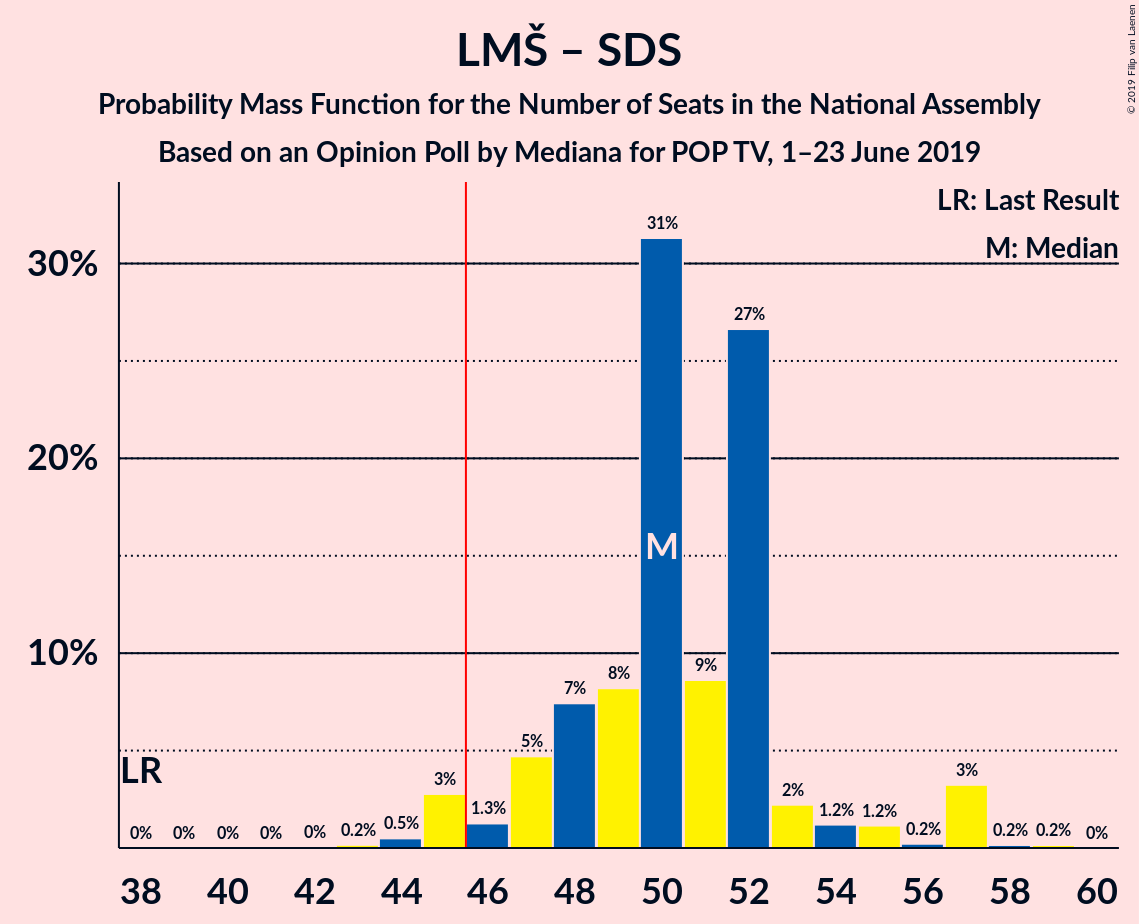 LMŠ – SDS
Probability Mass Function for the Number of Seats in the National Assembly
Based on an Opinion Poll by Mediana for POP TV, 1–23 June 2019
© 2019 Filip van Laenen
LR: Last Result
M: Median
30%
20%
10%
LR
M
0% 0% 0% 0% 0% 0.2% 0.5% 3% 1.3% 5% 7% 8% 31% 9% 27% 2% 1.2% 1.2% 0.2% 3% 0.2% 0.2% 0%
38 40 42 44 46 48 50 52 54 56 58 60